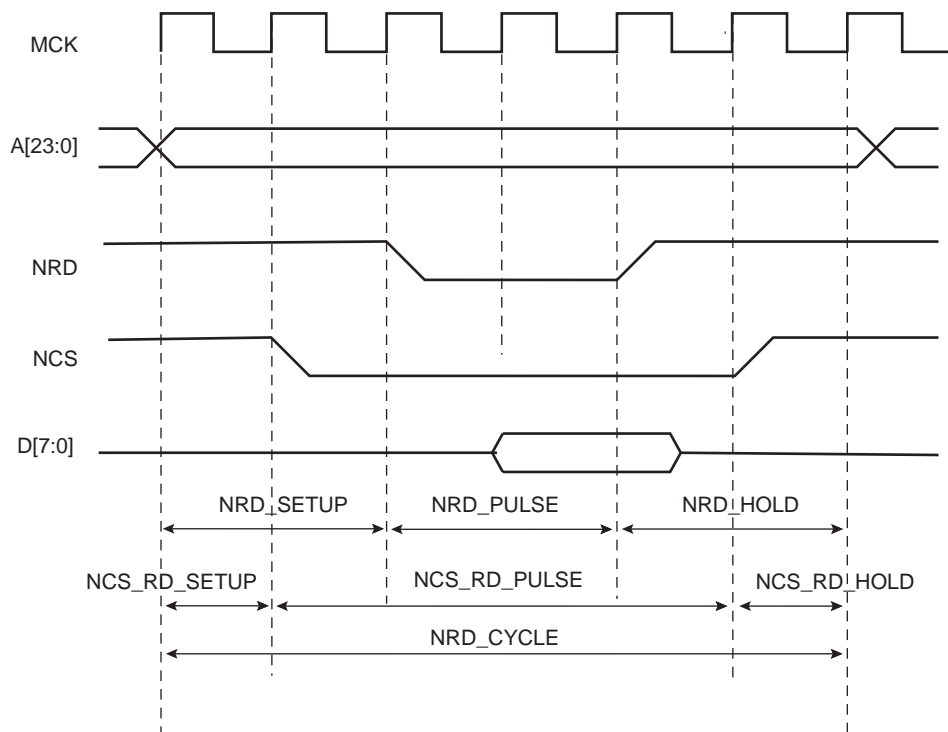 MCK
A[23:0]
NRD
NCS
D[7:0]
NRD_SETUP NRD_PULSE NRD_HOLD
NCS_RD_SETUP NCS_RD_PULSE NCS_RD_HOLD
NRD_CYCLE